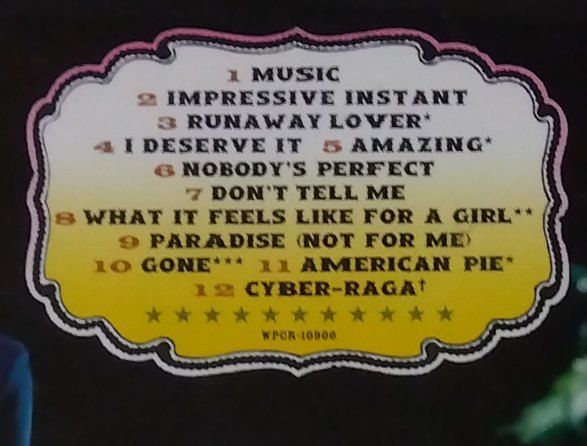 1 MUSIC
2 IMPRESSIVE INSTANT
3 RUNAWAY LOVER*
4 I DESERVE IT 5 AMAZING*
6 NOBODY'S PERFECT
7 DON'T TELL ME
8 WHAT IT FEELS LIKE FOR A GIRL**
9 PARADISE (NOT FOR ME)
10 GONE*** 11 AMERICAN PIE*
12 CYBER-RAGA†
WPCR-10900